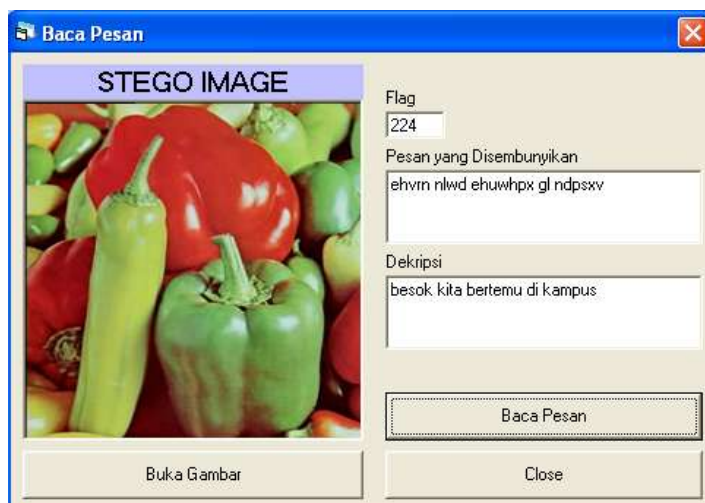 Baca Pesan
STEGO IMAGE
Flag
224
Pesan yang Disembunyikan
ehvrn nlwd ehuwhpx gl ndpsxv
Dekripsi
besok kita bertemu di kampus
Baca Pesan
Buka Gambar
Close